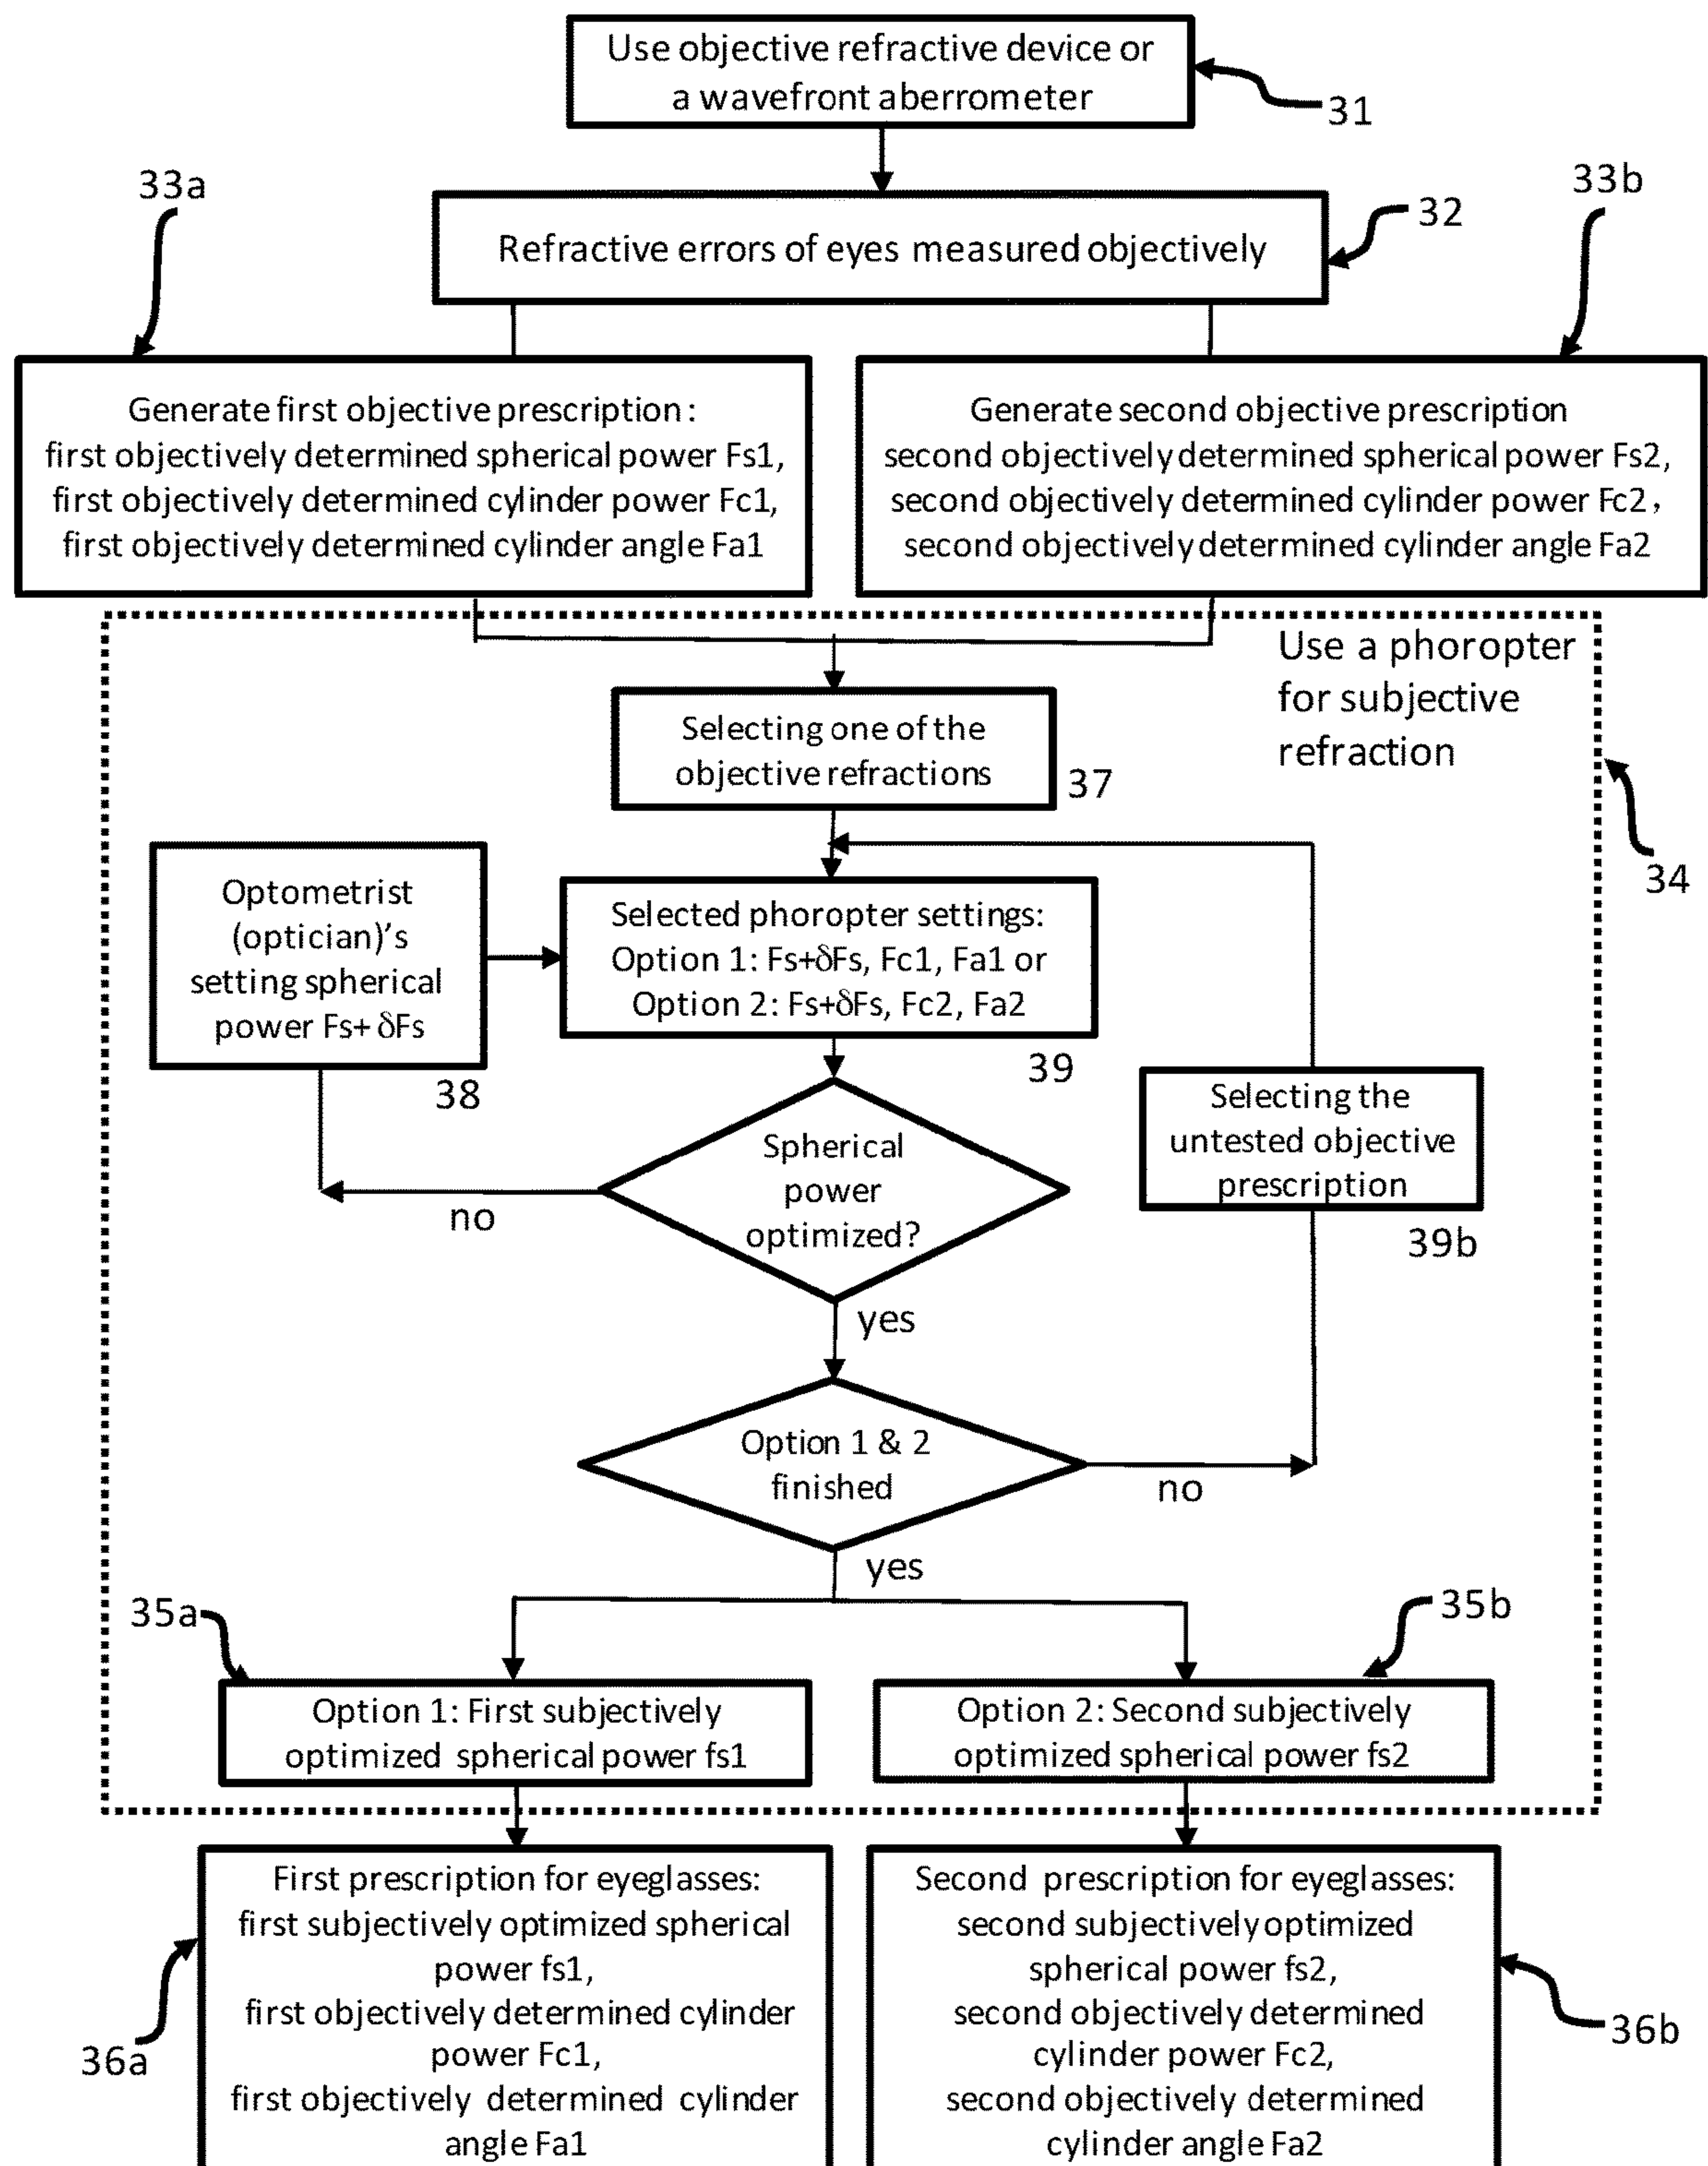 Use objective refractive device or
a wavefront aberrometer
31
33a
33b
32
Refractive errors of eyes measured objectively
Generate first objective prescription :
first objectively determined spherical power Fs1,
first objectively determined cylinder power Fc1,
first objectively determined cylinder angle Fa1
Generate second objective prescription
second objectively determined spherical power Fs2,
second objectively determined cylinder power Fc2,
second objectively determined cylinder angle Fa2
Use a phoropter
for subjective
refraction
34
Selecting one of the
objective refractions
37
Optometrist
(optician)'s
setting spherical
power Fs+ δFs
38
Selected phoropter settings:
Option 1: Fs+δFs, Fc1, Fa1 or
Option 2: Fs+δFs, Fc2, Fa2
39
Selecting the
untested objective
prescription
39b
Spherical
power
optimized?
no
yes
Option 1 & 2
finished
no
yes
35a
35b
Option 1: First subjectively
optimized spherical power fs1
Option 2: Second subjectively
optimized spherical power fs2
First prescription for eyeglasses:
first subjectively optimized spherical
power fs1,
first objectively determined cylinder
power Fc1,
first objectively determined cylinder
angle Fa1
36a
Second prescription for eyeglasses:
second subjectively optimized
spherical power fs2,
second objectively determined
cylinder power Fc2,
second objectively determined
cylinder angle Fa2
36b